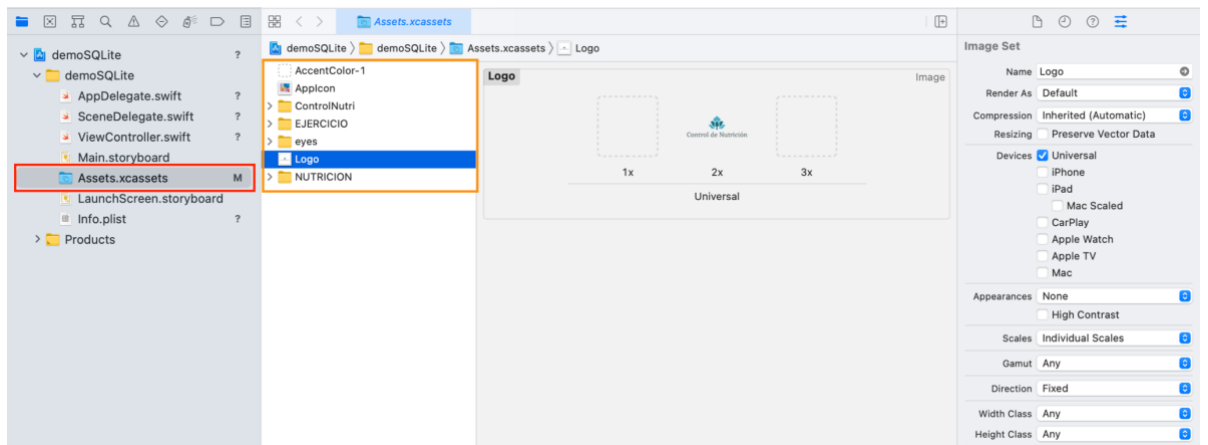 Assets.xcassets
demoSQLite ?
demoSQLite
AppDelegate.swift ?
SceneDelegate.swift ?
ViewController.swift ?
Main.storyboard
Assets.xcassets M
LaunchScreen.storyboard
Info.plist ?
Products
demoSQLite 〉 demoSQLite 〉 Assets.xcassets 〉 Logo
AccentColor-1
AppIcon
ControlNutri
EJERCICIO
eyes
Logo
NUTRICION
Logo Image
Control de Nutrición
1x 2x 3x
Universal
Image Set
Name Logo
Render As Default
Compression Inherited (Automatic)
Resizing Preserve Vector Data
Devices Universal
iPhone
iPad
Mac Scaled
CarPlay
Apple Watch
Apple TV
Mac
Appearances None
High Contrast
Scales Individual Scales
Gamut Any
Direction Fixed
Width Class Any
Height Class Any